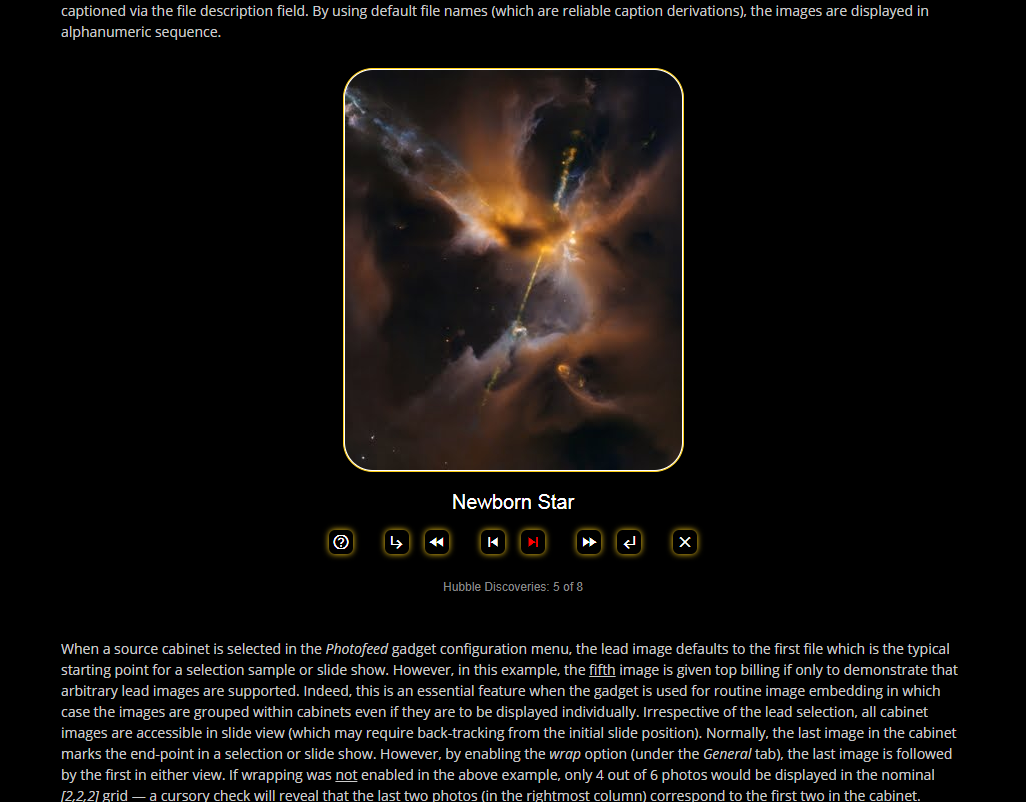 captioned via the file description field. By using default file names (which are reliable caption derivations), the images are displayed in
alphanumeric sequence.
Newborn Star
Hubble Discoveries: 5 of 8
When a source cabinet is selected in the Photofeed gadget configuration menu, the lead image defaults to the first file which is the typical
starting point for a selection sample or slide show. However, in this example, the fifth image is given top billing if only to demonstrate that
arbitrary lead images are supported. Indeed, this is an essential feature when the gadget is used for routine image embedding in which
case the images are grouped within cabinets even if they are to be displayed individually. Irrespective of the lead selection, all cabinet
images are accessible in slide view (which may require back-tracking from the initial slide position). Normally, the last image in the cabinet
marks the end-point in a selection or slide show. However, by enabling the wrap option (under the General tab), the last image is followed
by the first in either view. If wrapping was not enabled in the above example, only 4 out of 6 photos would be displayed in the nominal
[2,2,2] grid — a cursory check will reveal that the last two photos (in the rightmost column) correspond to the first two in the cabinet.